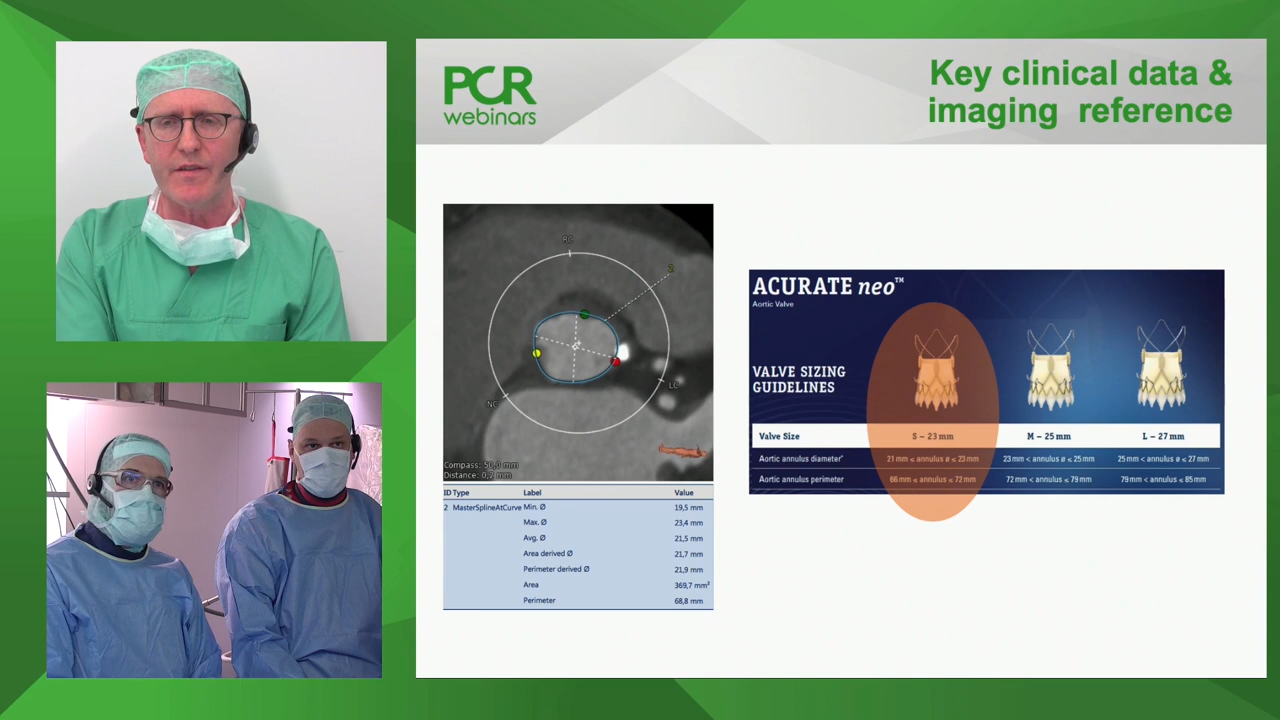 PCR
webinars
Key clinical data &
imaging reference
RC
2
LC
NC
Compass: 50,0 mm
Distance: 0,7 mm
ID Type Label Value
2 MasterSplineAtCurve Min. Ø 19,5 mm
Max. Ø 23,4 mm
Avg. Ø 21,5 mm
Area derived Ø 21,7 mm
Perimeter derived Ø 21,9 mm
Area 369,7 mm²
Perimeter 68,8 mm
ACURATE neo™
Aortic Valve
VALVE SIZING
GUIDELINES
Valve Size S – 23 mm M – 25 mm L – 27 mm
Aortic annulus diameter* 21 mm ≤ annulus ø ≤ 23 mm 23 mm < annulus ø ≤ 25 mm 25 mm < annulus ø ≤ 27 mm
Aortic annulus perimeter 66 mm ≤ annulus ≤ 72 mm 72 mm < annulus ≤ 79 mm 79 mm < annulus ≤ 85 mm